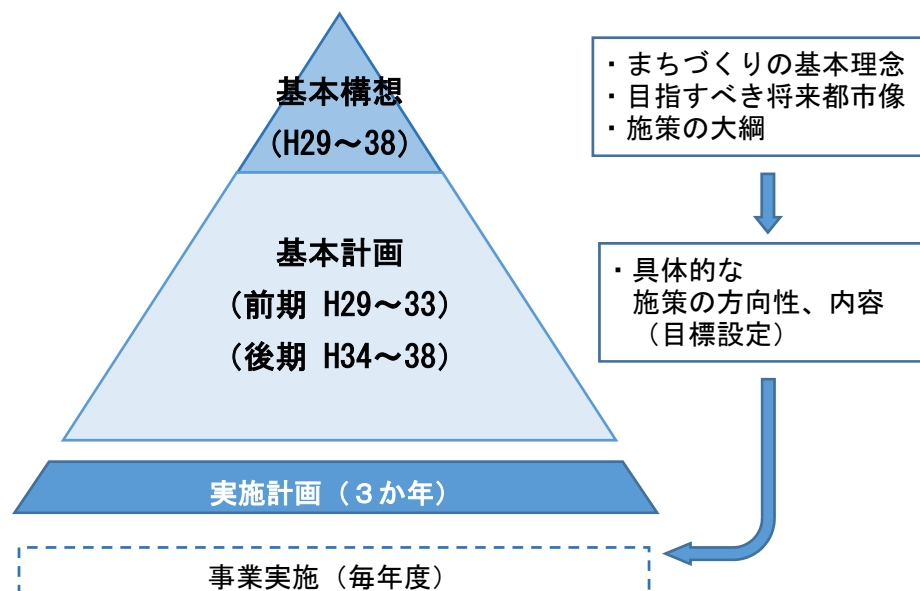 基本構想
(H29～38)
・まちづくりの基本理念
・目指すべき将来都市像
・施策の大綱
基本計画
(前期 H29～33)
(後期 H34～38)
・具体的な
施策の方向性、内容
（目標設定）
実施計画（３か年）
事業実施（毎年度）